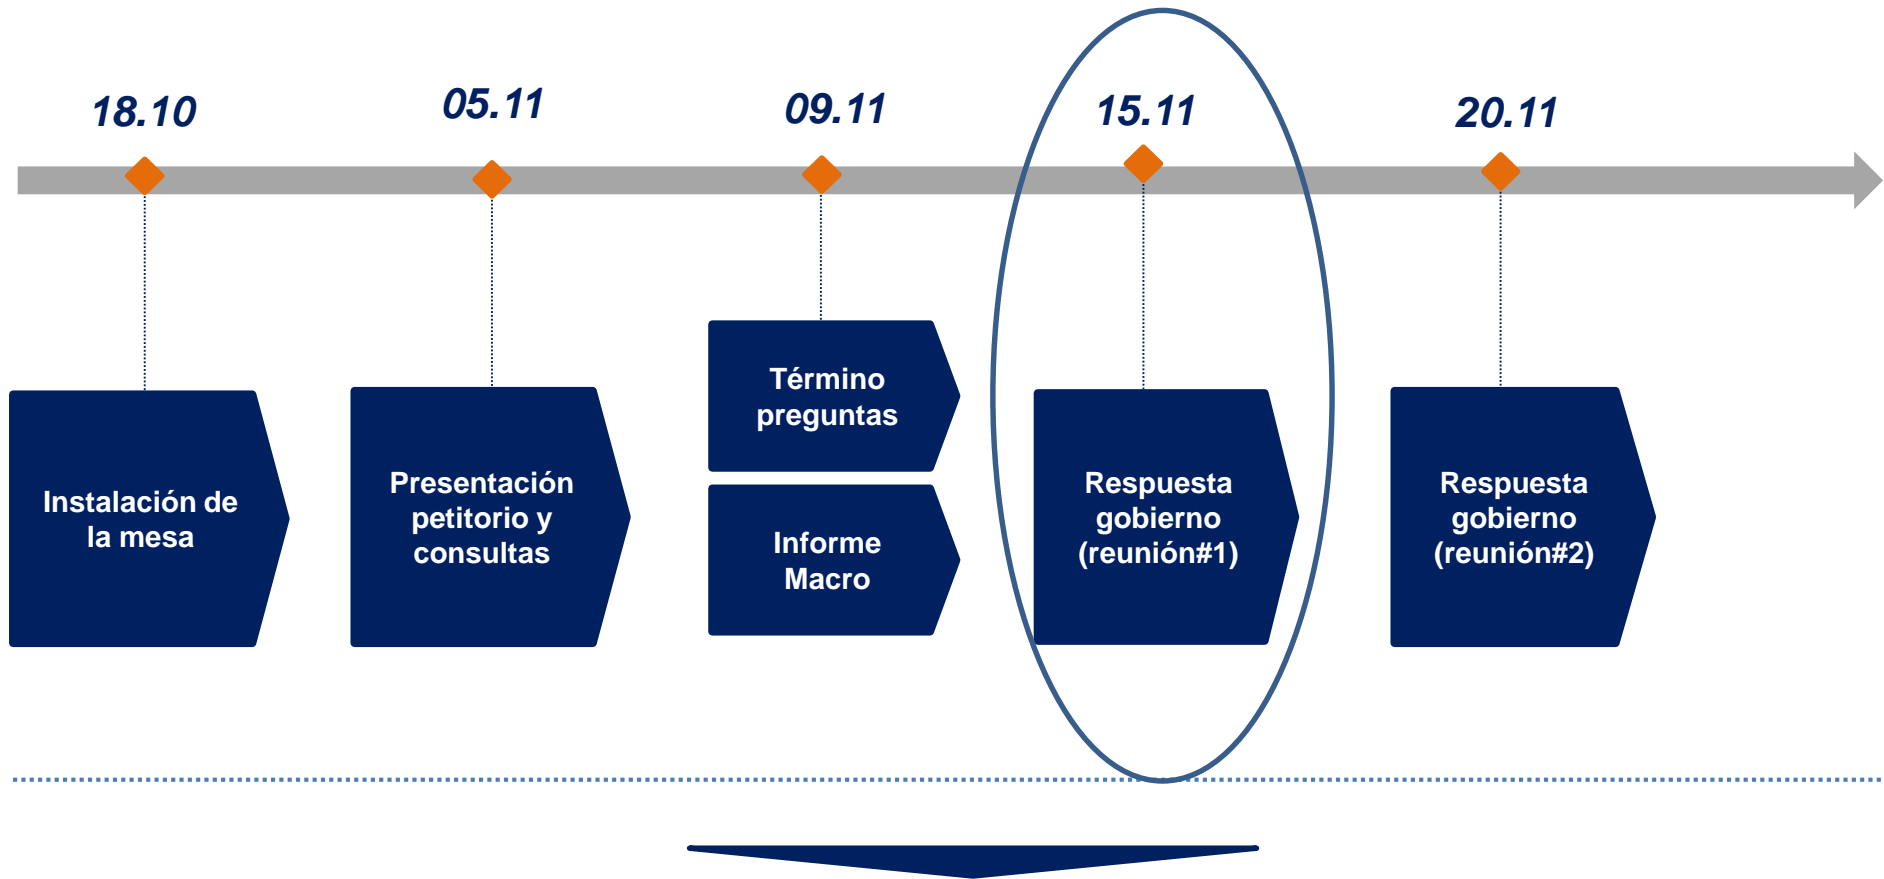 18.10
05.11
09.11
15.11
20.11
Instalación de
la mesa
Presentación
petitorio y
consultas
Término
preguntas
Informe
Macro
Respuesta
gobierno
(reunión#1)
Respuesta
gobierno
(reunión#2)